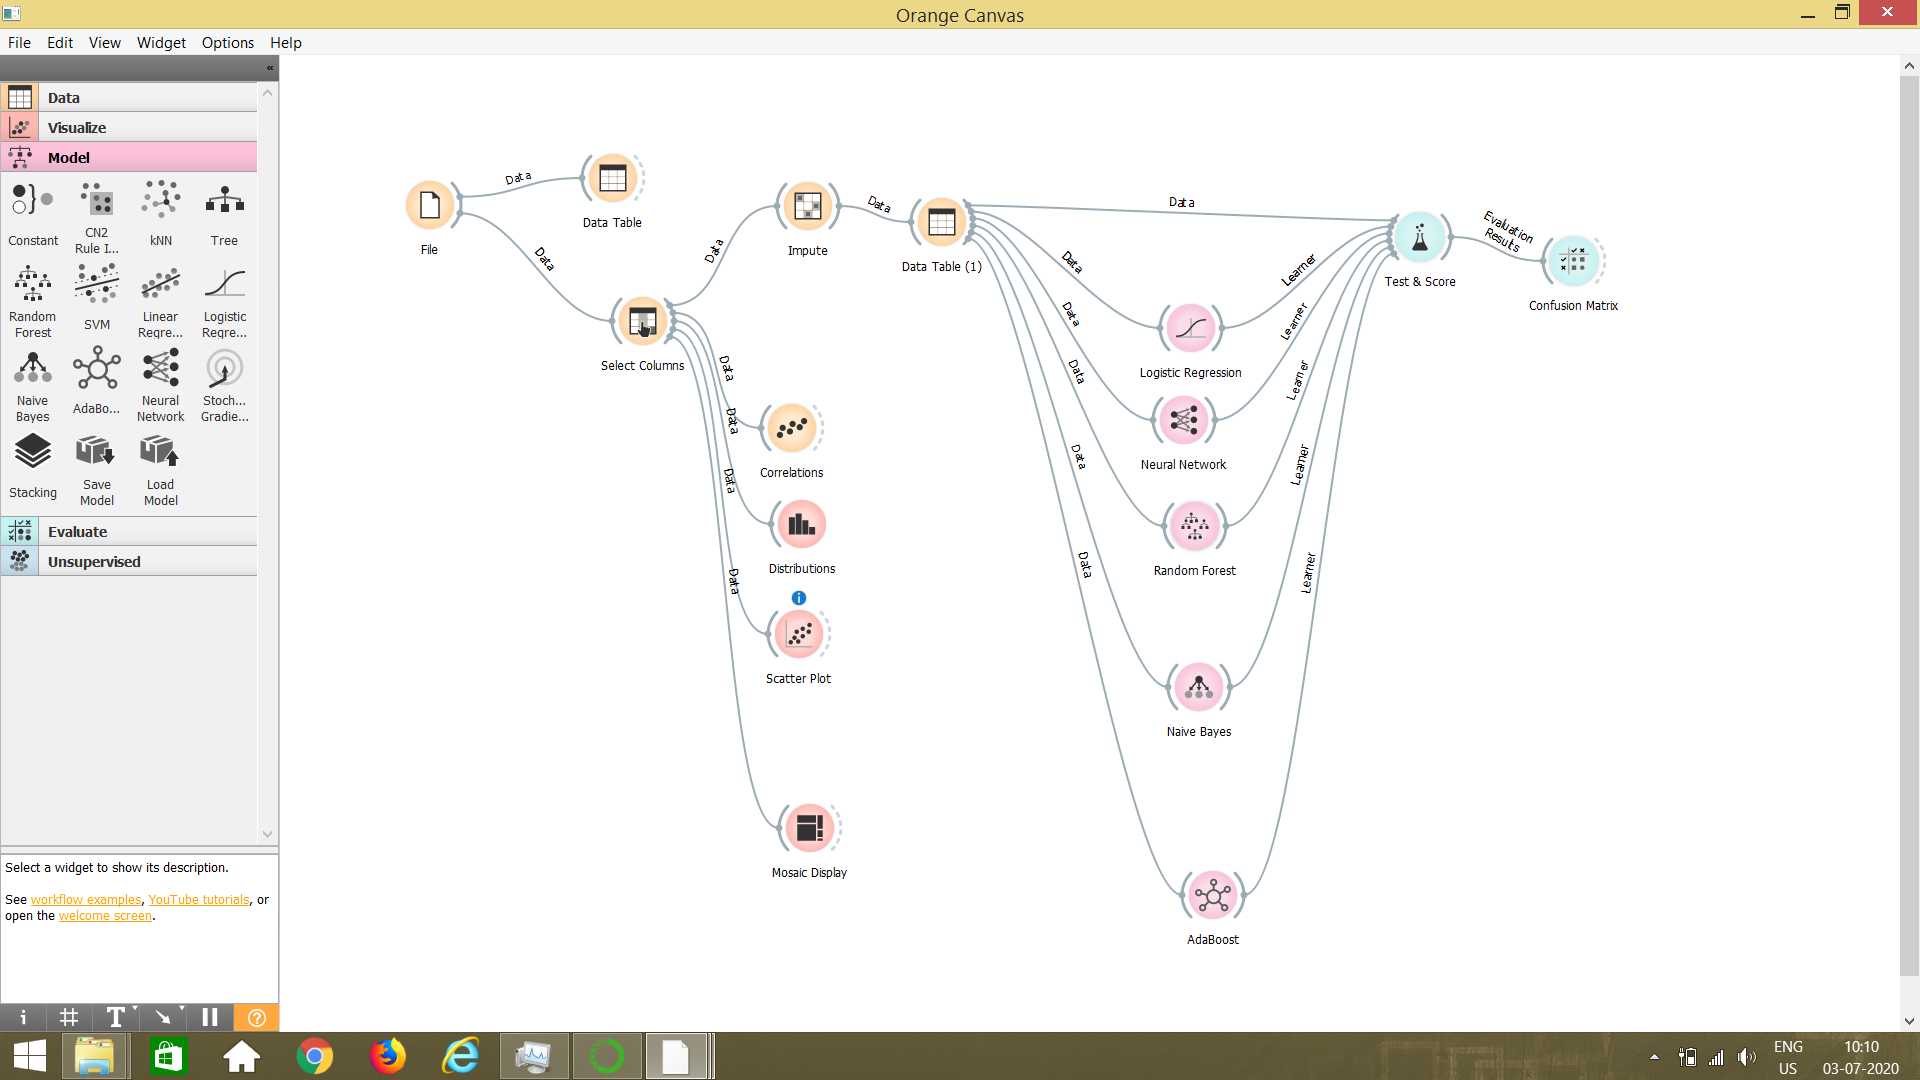 Orange Canvas
File Edit View Widget Options Help
«
Data
Visualize
Model
Constant
CN2
Rule I...
kNN
Tree
Random
Forest
SVM
Linear
Regre...
Logistic
Regre...
Naive
Bayes
AdaBo...
Neural
Network
Stoch...
Gradie...
Stacking
Save
Model
Load
Model
Evaluate
Unsupervised
Select a widget to show its description.
See workflow examples, YouTube tutorials, or
open the welcome screen.
File
Data
Data Table
Data
Select Columns
Data
Impute
Data
Data Table (1)
Data
Data
Data
Data
Correlations
Distributions
Scatter Plot
Mosaic Display
Data
Data
Data
Data
Data
Data
Logistic Regression
Neural Network
Random Forest
Naive Bayes
AdaBoost
Learner
Learner
Learner
Learner
Learner
Test & Score
Evaluation
Results
Confusion Matrix
i
T
?
ENG
US
10:10
03-07-2020